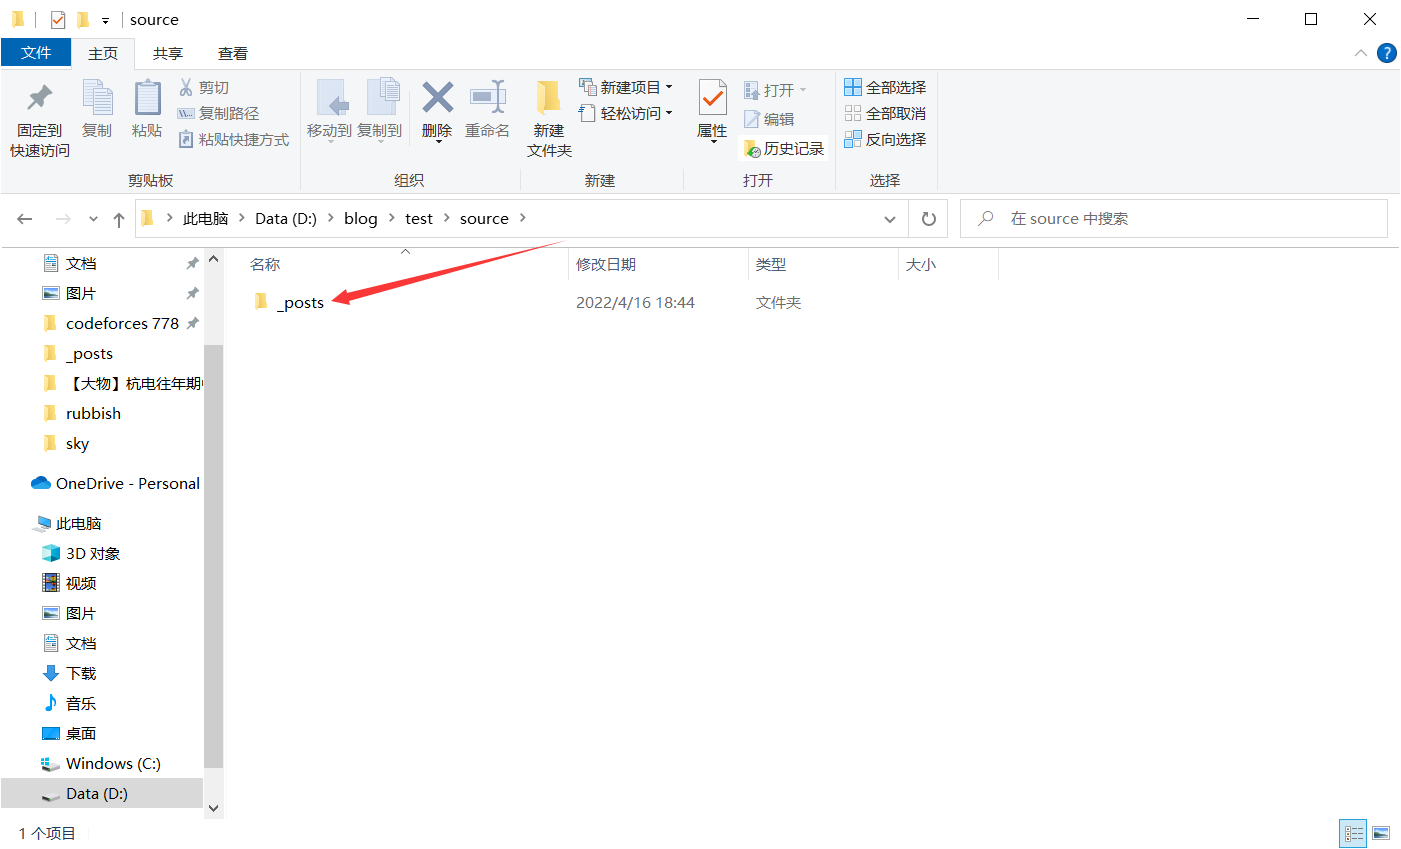 source
文件 主页 共享 查看
固定到
快速访问
复制
粘贴
剪切
复制路径
粘贴快捷方式
剪贴板
移动到
复制到
删除
重命名
组织
新建
文件夹
新建项目
轻松访问
新建
属性
打开
编辑
历史记录
打开
全部选择
全部取消
反向选择
选择
此电脑 Data (D:) blog test source
在 source 中搜索
文档
图片
codeforces 778
_posts
【大物】杭电往年期
rubbish
sky
OneDrive - Personal
此电脑
3D 对象
视频
图片
文档
下载
音乐
桌面
Windows (C:)
Data (D:)
名称 修改日期 类型 大小
_posts 2022/4/16 18:44 文件夹
1 个项目